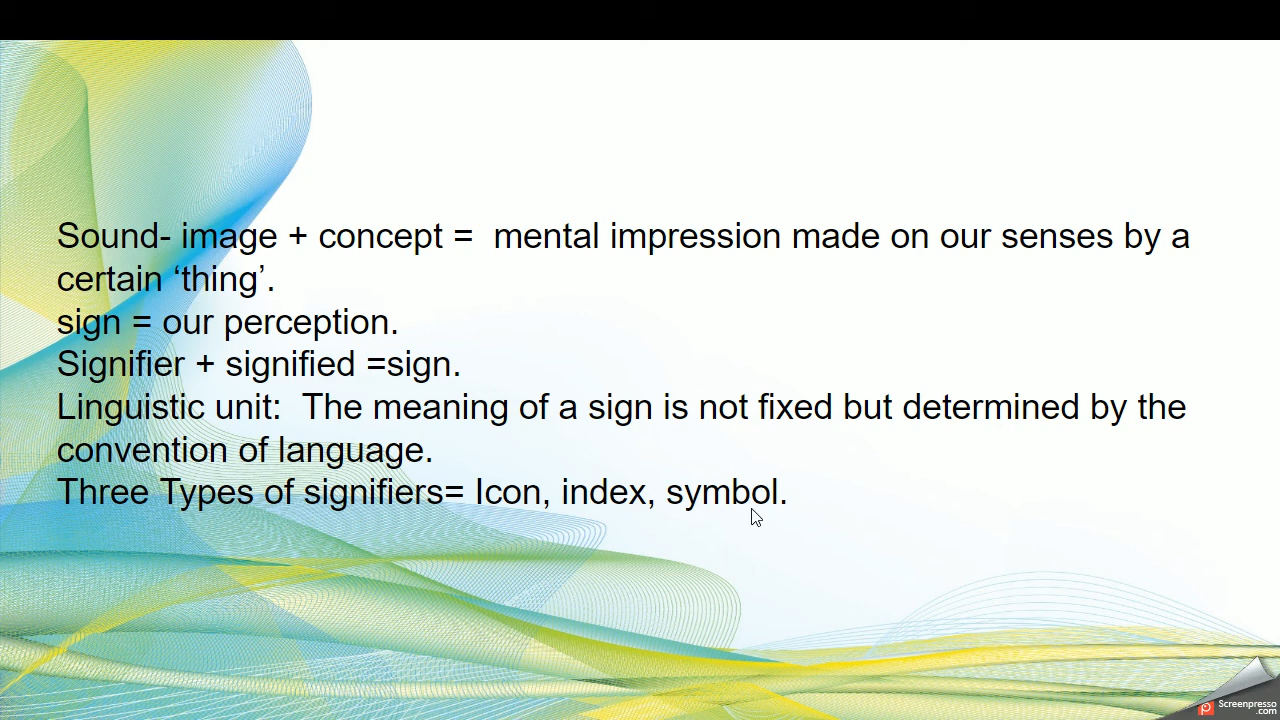 Sound- image + concept =  mental impression made on our senses by a
certain ‘thing’.
sign = our perception.
Signifier + signified =sign.
Linguistic unit:  The meaning of a sign is not fixed but determined by the
convention of language.
Three Types of signifiers= Icon, index, symbol.
Screenpresso
.com